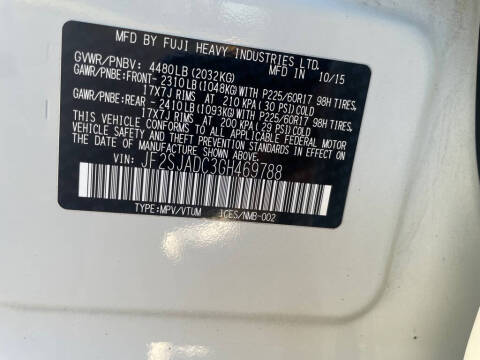 MFD BY FUJI HEAVY INDUSTRIES LTD.
GVWR/PNBV: 4480LB (2032KG) MFD IN 10/15
GAWR/PNBE:FRONT- 2310LB (1048KG) WITH P225/60R17 98H TIRES,
17X7J RIMS AT 210 KPA ( 30 PSI) COLD
GAWR/PNBE:REAR - 2410LB (1093KG) WITH P225/60R17 98H TIRES,
17X7J RIMS AT 200 KPA ( 29 PSI) COLD
THIS VEHICLE CONFORMS TO ALL APPLICABLE FEDERAL MOTOR
VEHICLE SAFETY AND THEFT PREVENTION STANDARDS IN EFFECT
ON THE DATE OF MANUFACTURE SHOWN ABOVE.
VIN: JF2SJADC3GH469788
TYPE:MPV/VTUM JCES/NMB-002